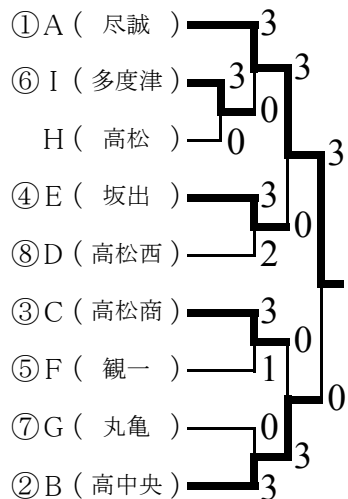 ①A ( 尽誠 ) 3
3
⑥I ( 多度津 ) 3
0
H ( 高松 ) 0
3
④E ( 坂出 ) 3
0
⑧D ( 高松西 ) 2
③C ( 高松商 ) 3
0
⑤F ( 観一 ) 1
0
⑦G ( 丸亀 ) 0
3
②B ( 高中央 ) 3